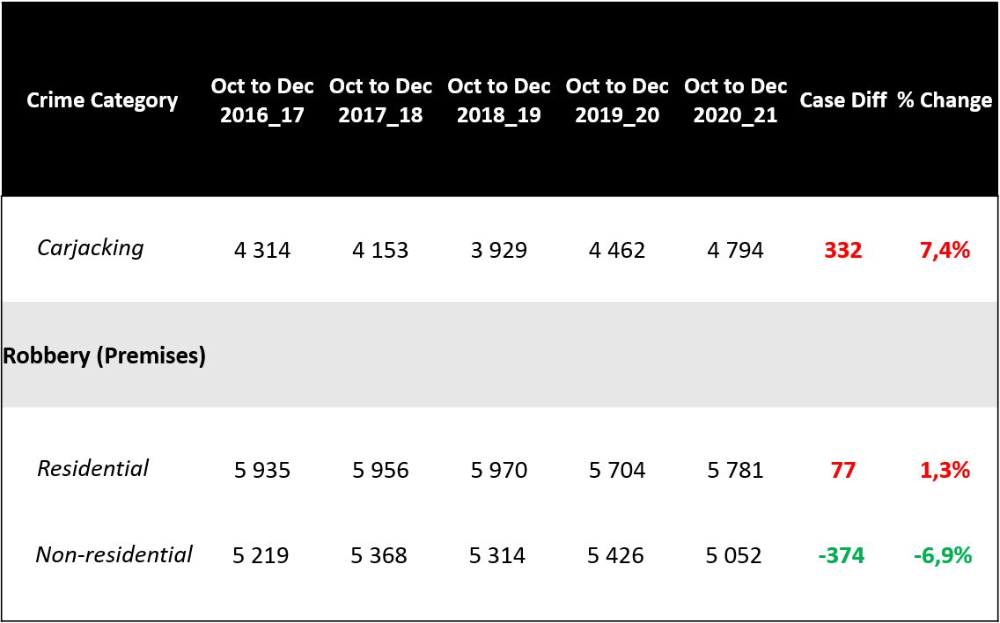 Crime Category Oct to Dec 2016_17 Oct to Dec 2017_18 Oct to Dec 2018_19 Oct to Dec 2019_20 Oct to Dec 2020_21 Case Diff % Change
Carjacking 4 314 4 153 3 929 4 462 4 794 332 7,4%
Robbery (Premises)
Residential 5 935 5 956 5 970 5 704 5 781 77 1,3%
Non-residential 5 219 5 368 5 314 5 426 5 052 -374 -6,9%